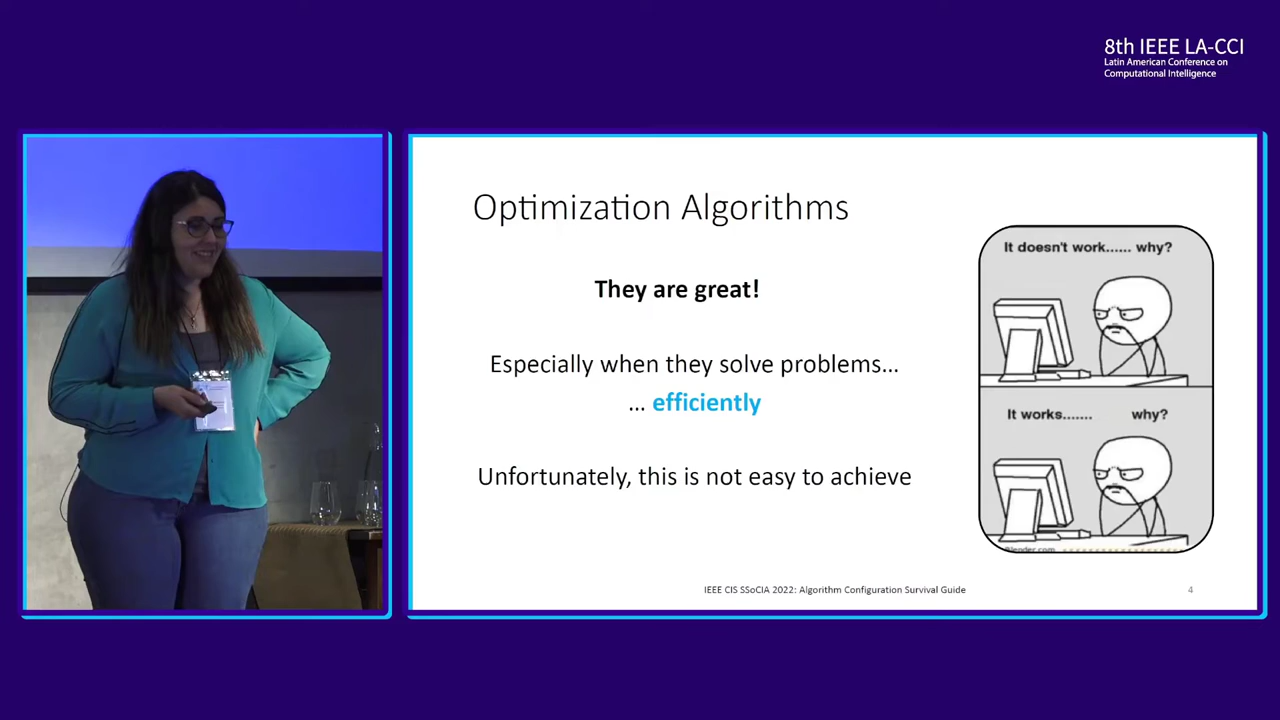 8th IEEE LA-CCI
Latin American Conference on
Computational Intelligence
Optimization Algorithms
They are great!
Especially when they solve problems...
... efficiently
Unfortunately, this is not easy to achieve
It doesn't work...... why?
It works....... why?
IEEE CIS SSoCIA 2022: Algorithm Configuration Survival Guide
4